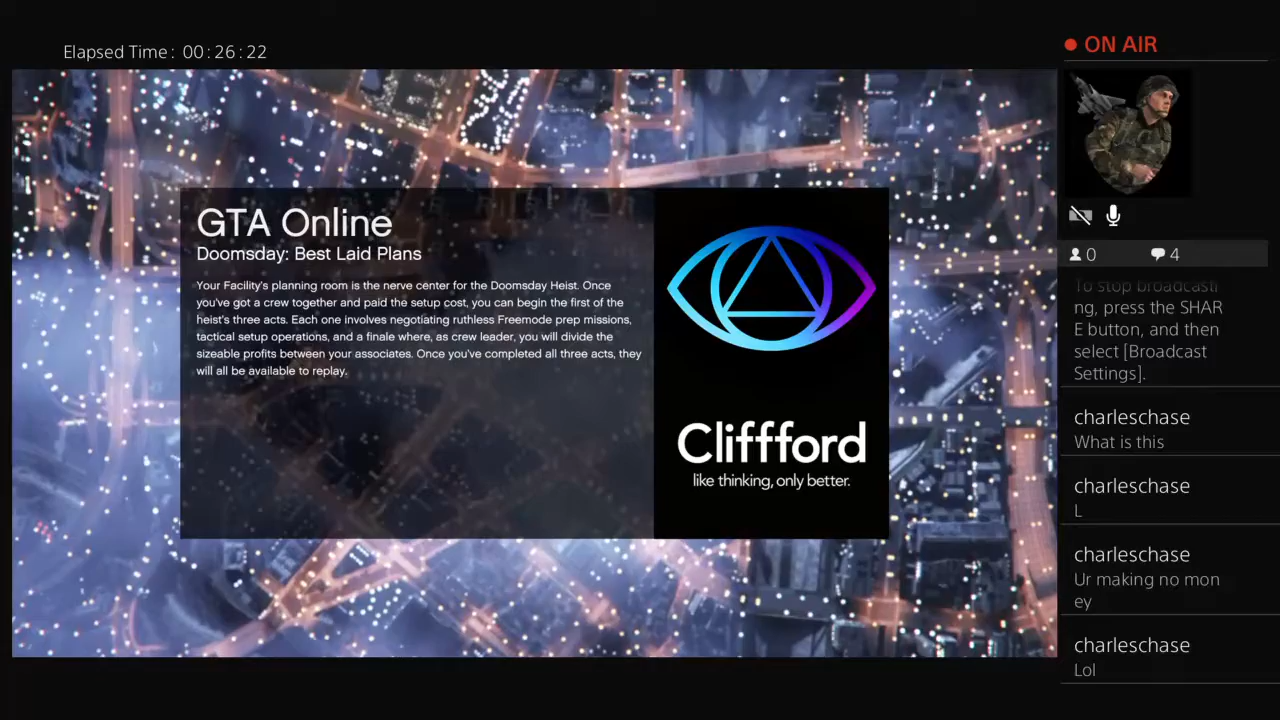 Elapsed Time: 00:26:22
ON AIR
GTA Online
Doomsday: Best Laid Plans
Your Facility's planning room is the nerve center for the Doomsday Heist. Once
you've got a crew together and paid the setup cost, you can begin the first of the
heist's three acts. Each one involves negotiating ruthless Freemode prep missions,
tactical setup operations, and a finale where, as crew leader, you will divide the
sizeable profits between your associates. Once you've completed all three acts, they
will all be available to replay.
Cliffford
like thinking, only better.
0 4
To stop broadcasti
ng, press the SHAR
E button, and then
select [Broadcast
Settings].
charleschase
What is this
charleschase
L
charleschase
Ur making no mon
ey
charleschase
Lol